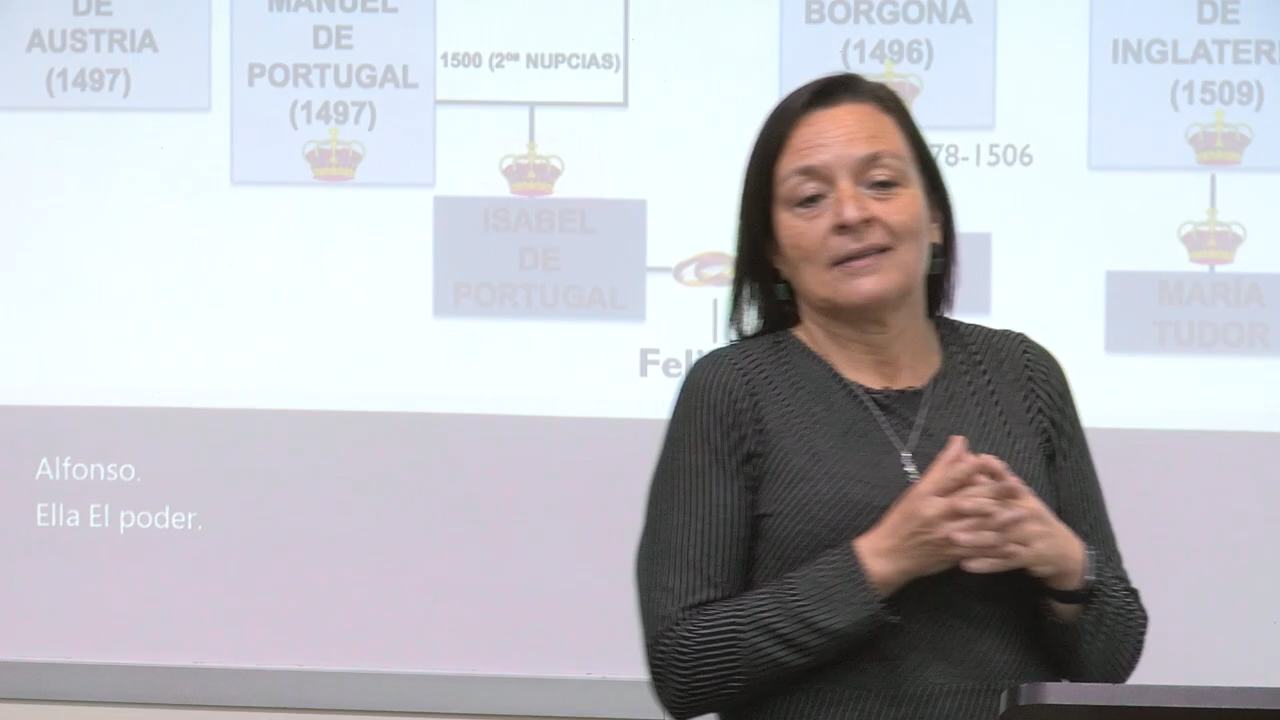 DE
AUSTRIA
(1497)
MANUEL
DE
PORTUGAL
(1497)
1500 (2ᵃˢ NUPCIAS)
BORGOÑA
(1496)
DE
(1509)
78-1506
ISABEL
DE
PORTUGAL
MARÍA
TUDOR
Alfonso.
Ella El poder.